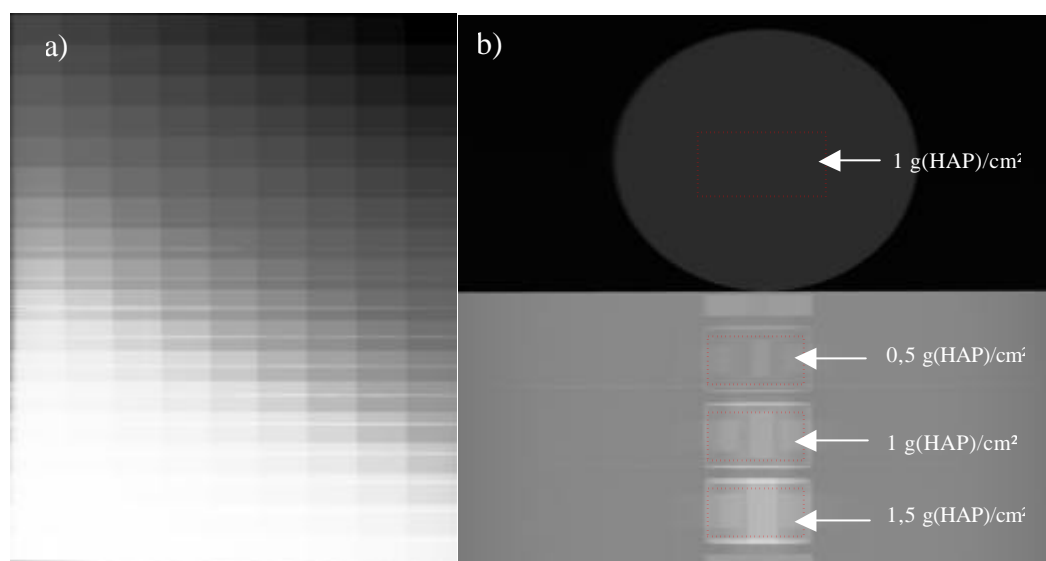 a)
b)
1 g(HAP)/cm²
0,5 g(HAP)/cm²
1 g(HAP)/cm²
1,5 g(HAP)/cm²